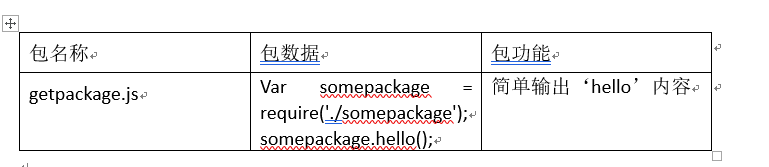 包名称 包数据 包功能
getpackage.js
Var somepackage =
require('./somepackage');
somepackage.hello();
简单输出‘hello’内容